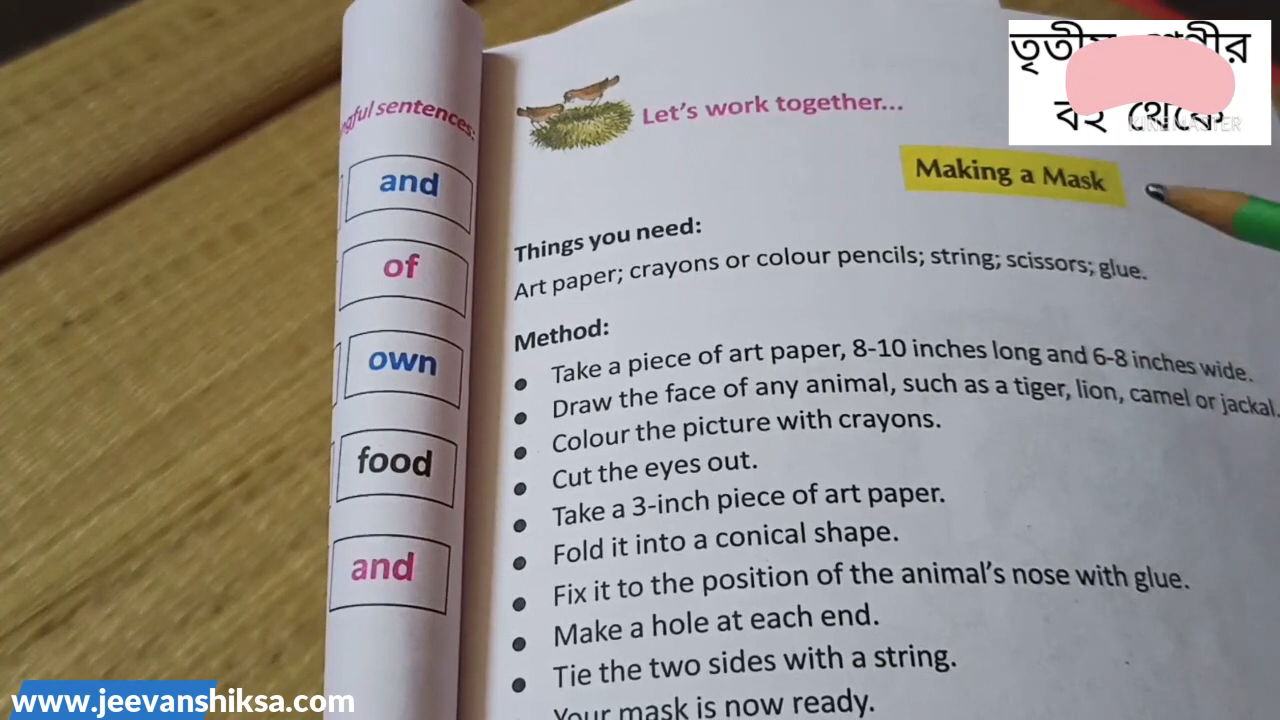 sentences:
and
of
own
food
and
Let's work together...
Making a Mask
Things you need:
Art paper; crayons or colour pencils; string; scissors; glue.
Method:
● Take a piece of art paper, 8-10 inches long and 6-8 inches wide.
● Draw the face of any animal, such as a tiger, lion, camel or jackal.
● Colour the picture with crayons.
● Cut the eyes out.
● Take a 3-inch piece of art paper.
● Fold it into a conical shape.
● Fix it to the position of the animal's nose with glue.
● Make a hole at each end.
● Tie the two sides with a string.
Your mask is now ready.
বই থেকে
KINEMASTER
www.jeevanshiksa.com